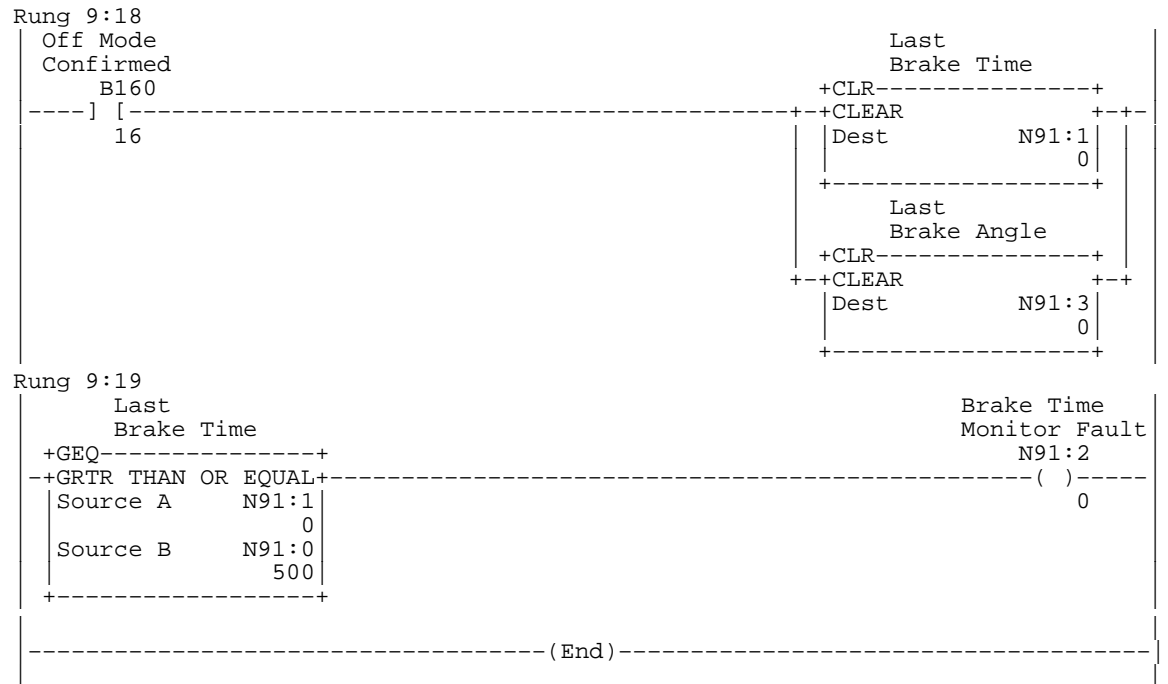 Rung 9:18
Off Mode Last
Confirmed Brake Time
B160 +CLR---------------+
----] [-----------------------------------------------+-+CLEAR +-+-
16 Dest N91:1
0
+------------------+
Last
Brake Angle
+CLR---------------+
+-+CLEAR +-+
Dest N91:3
0
+------------------+
Rung 9:19
Last Brake Time
Brake Time Monitor Fault
+GEQ---------------+ N91:2
-+GRTR THAN OR EQUAL+-------------------------------------------------( )-----
Source A N91:1 0
0
Source B N91:0
500
+------------------+
------------------------------------(End)-------------------------------------